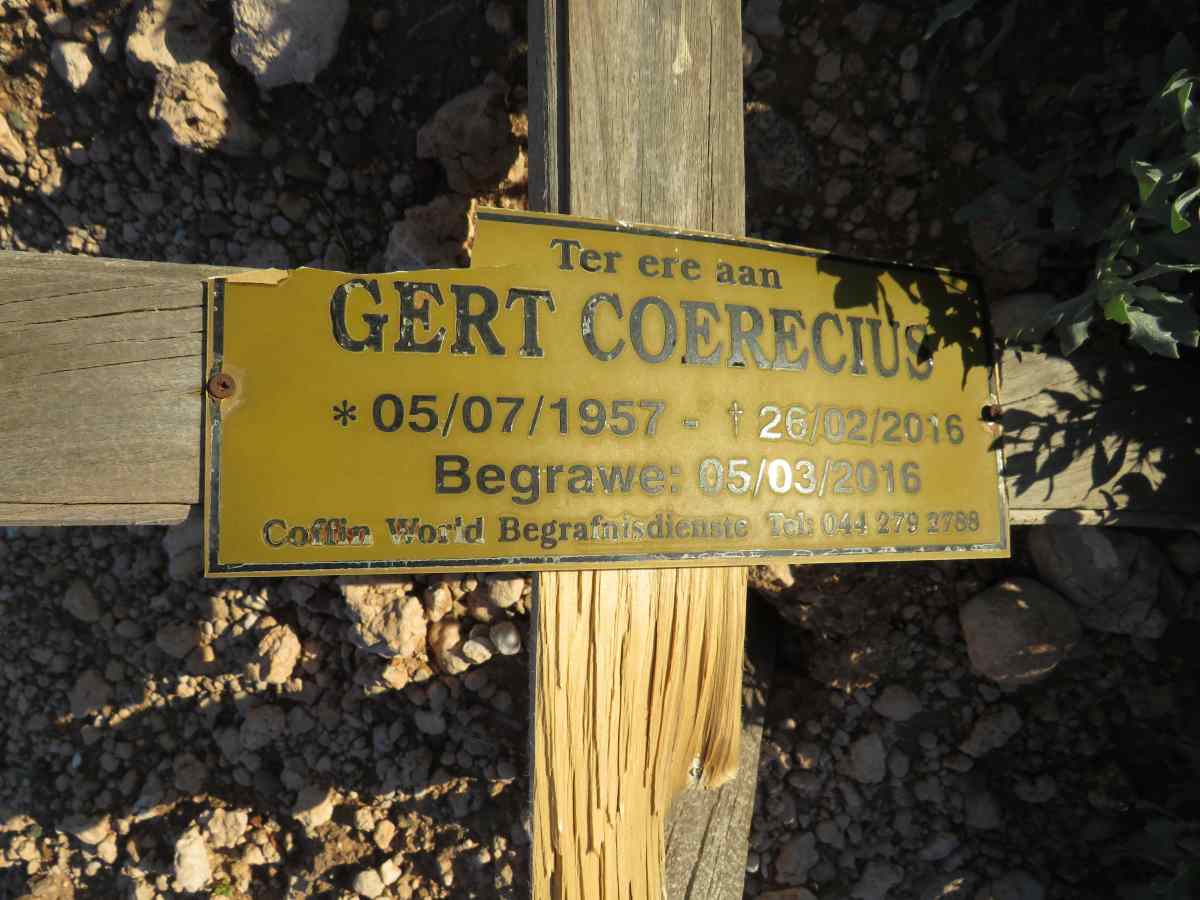 Ter ere aan
GERT COERECIUS
* 05/07/1957 - † 26/02/2016
Begrawe: 05/03/2016
Coffin World Begrafnisdienste Tel: 044 279 2788